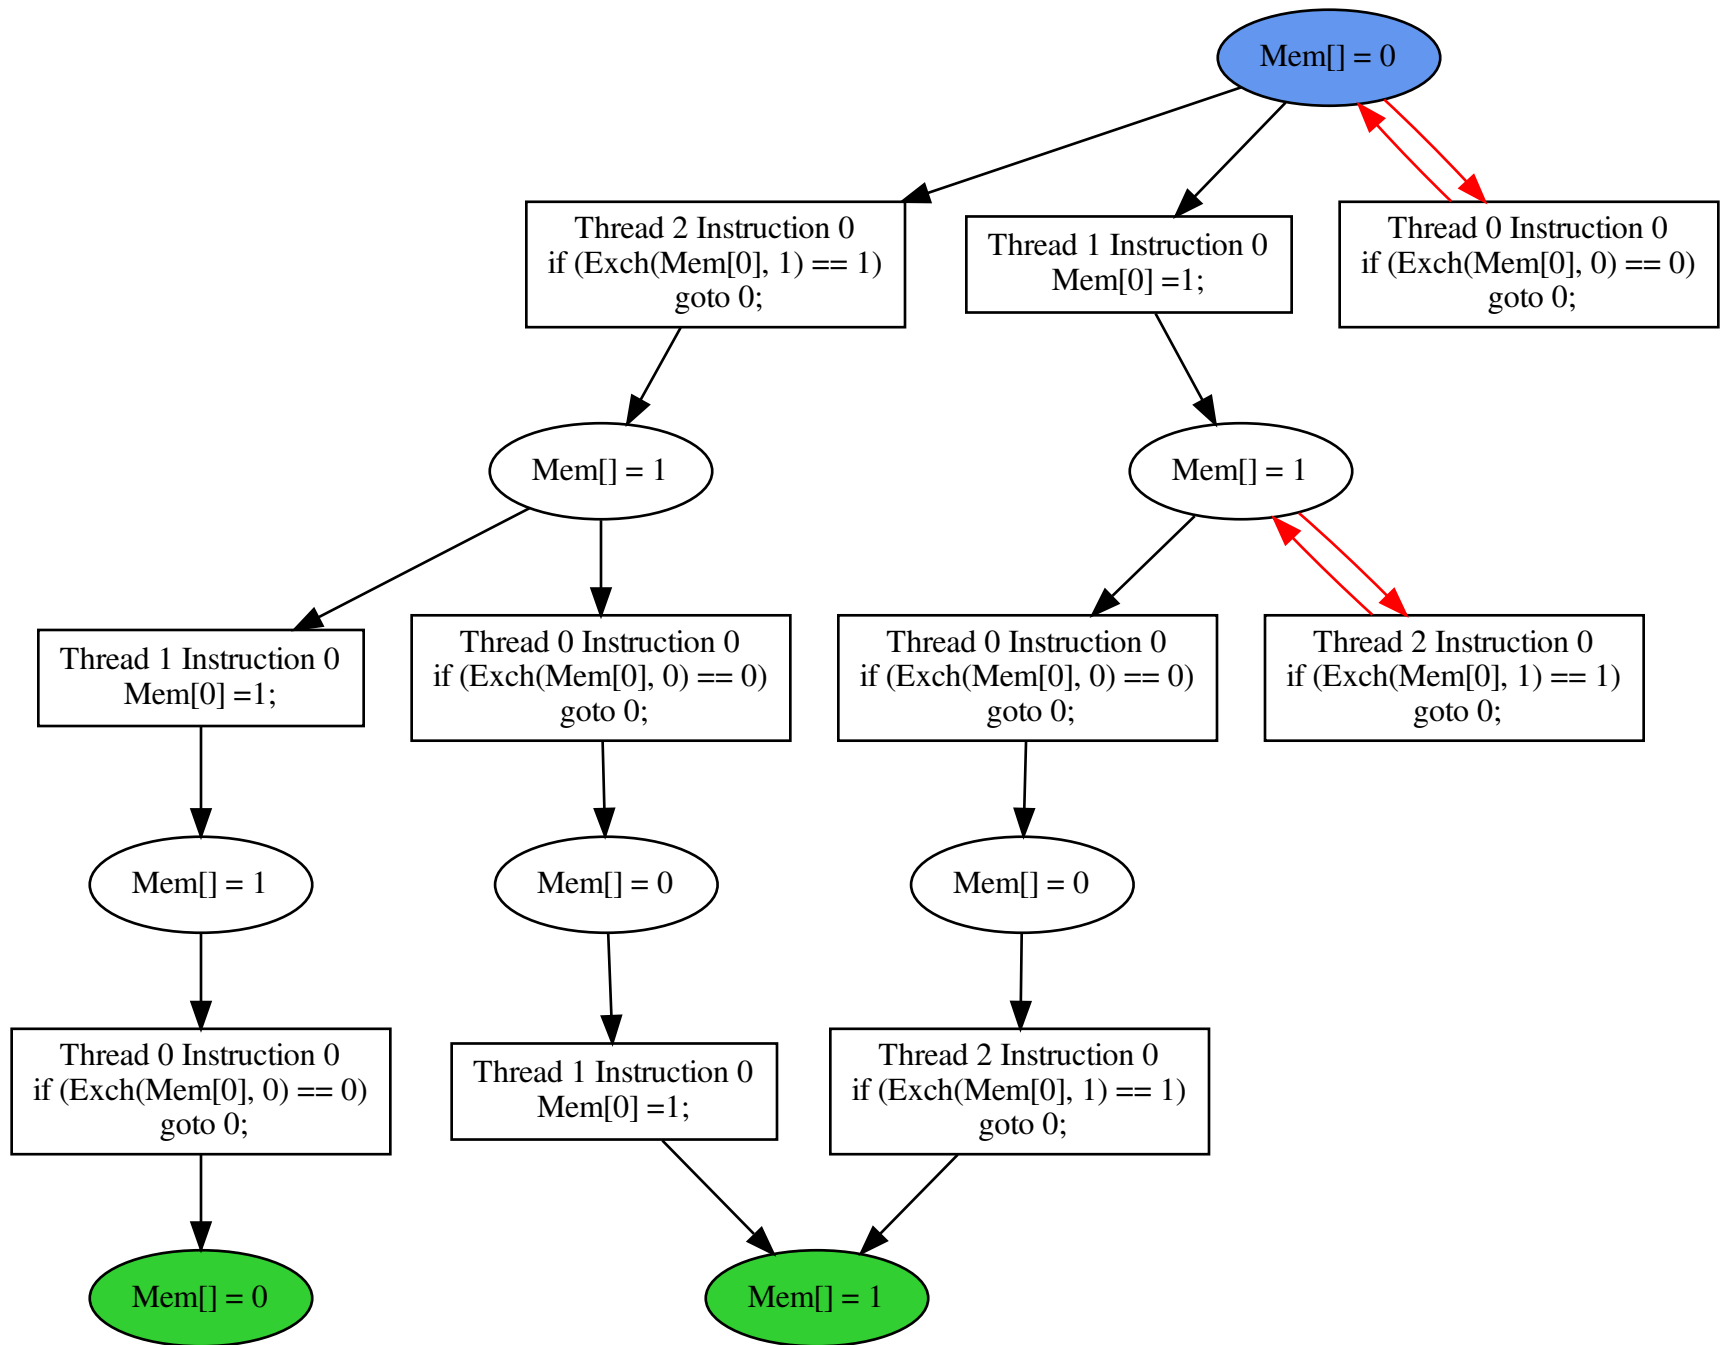 Mem[] = 0
Thread 2 Instruction 0
if (Exch(Mem[0], 1) == 1)
goto 0;
Thread 1 Instruction 0
Mem[0] =1;
Thread 0 Instruction 0
if (Exch(Mem[0], 0) == 0)
goto 0;
Mem[] = 1
Mem[] = 1
Thread 1 Instruction 0
Mem[0] =1;
Thread 0 Instruction 0
if (Exch(Mem[0], 0) == 0)
goto 0;
Thread 0 Instruction 0
if (Exch(Mem[0], 0) == 0)
goto 0;
Thread 2 Instruction 0
if (Exch(Mem[0], 1) == 1)
goto 0;
Mem[] = 1
Mem[] = 0
Mem[] = 0
Thread 0 Instruction 0
if (Exch(Mem[0], 0) == 0)
goto 0;
Thread 1 Instruction 0
Mem[0] =1;
Thread 2 Instruction 0
if (Exch(Mem[0], 1) == 1)
goto 0;
Mem[] = 0
Mem[] = 1